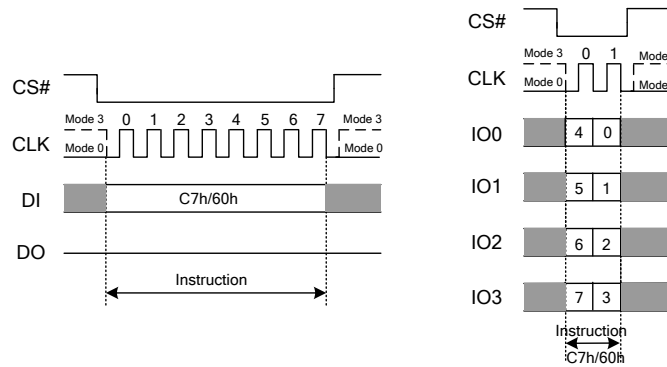 CS#
Mode 3 0 1 2 3 4 5 6 7 Mode 3
CLK
Mode 0 Mode 0
DI C7h/60h
DO
Instruction
CS#
Mode 3 0 1 Mode
CLK
Mode 0 Mode
IO0 4 0
IO1 5 1
IO2 6 2
IO3 7 3
Instruction
C7h/60h